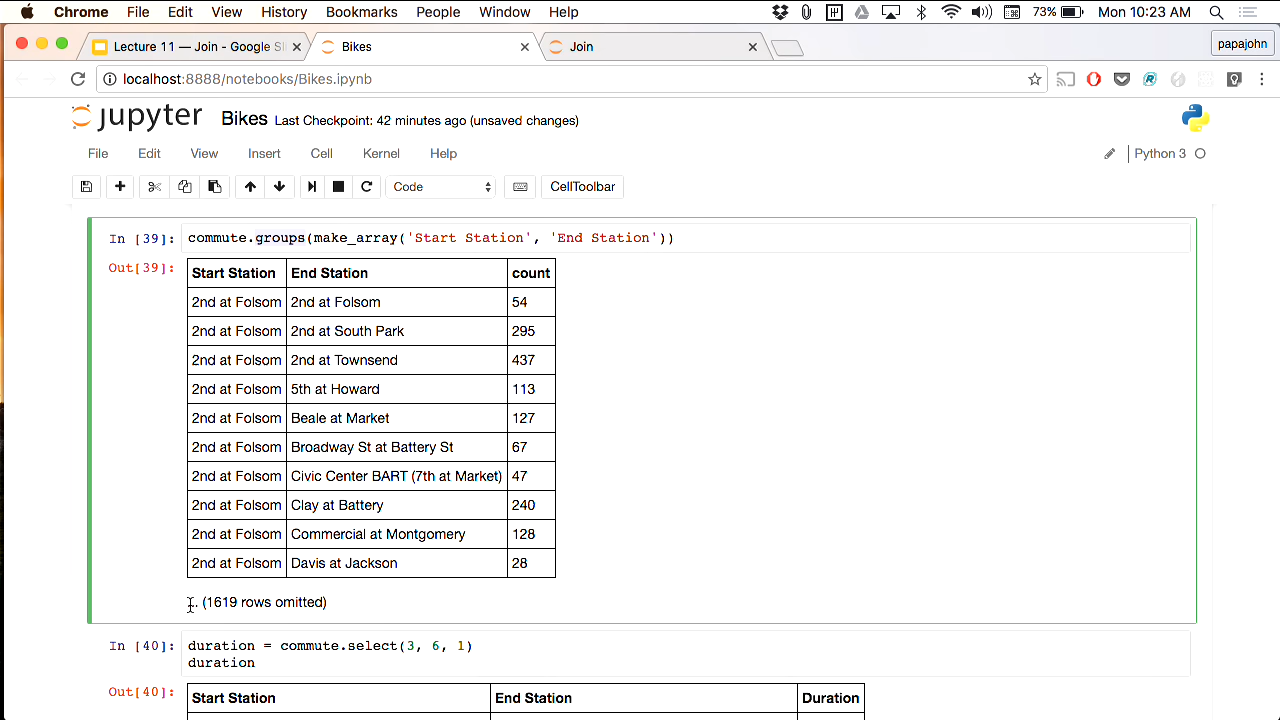 Chrome File Edit View History Bookmarks People Window Help 73% Mon 10:23 AM
Lecture 11 — Join - Google Sl
Bikes
Join
papajohn
localhost:8888/notebooks/Bikes.ipynb
jupyter Bikes Last Checkpoint: 42 minutes ago (unsaved changes)
File Edit View Insert Cell Kernel Help Python 3
Code CellToolbar
In [39]: commute.groups(make_array('Start Station', 'End Station'))
Out[39]: Start Station End Station count
2nd at Folsom 2nd at Folsom 54
2nd at Folsom 2nd at South Park 295
2nd at Folsom 2nd at Townsend 437
2nd at Folsom 5th at Howard 113
2nd at Folsom Beale at Market 127
2nd at Folsom Broadway St at Battery St 67
2nd at Folsom Civic Center BART (7th at Market) 47
2nd at Folsom Clay at Battery 240
2nd at Folsom Commercial at Montgomery 128
2nd at Folsom Davis at Jackson 28
... (1619 rows omitted)
In [40]: duration = commute.select(3, 6, 1)
duration
Out[40]: Start Station End Station Duration